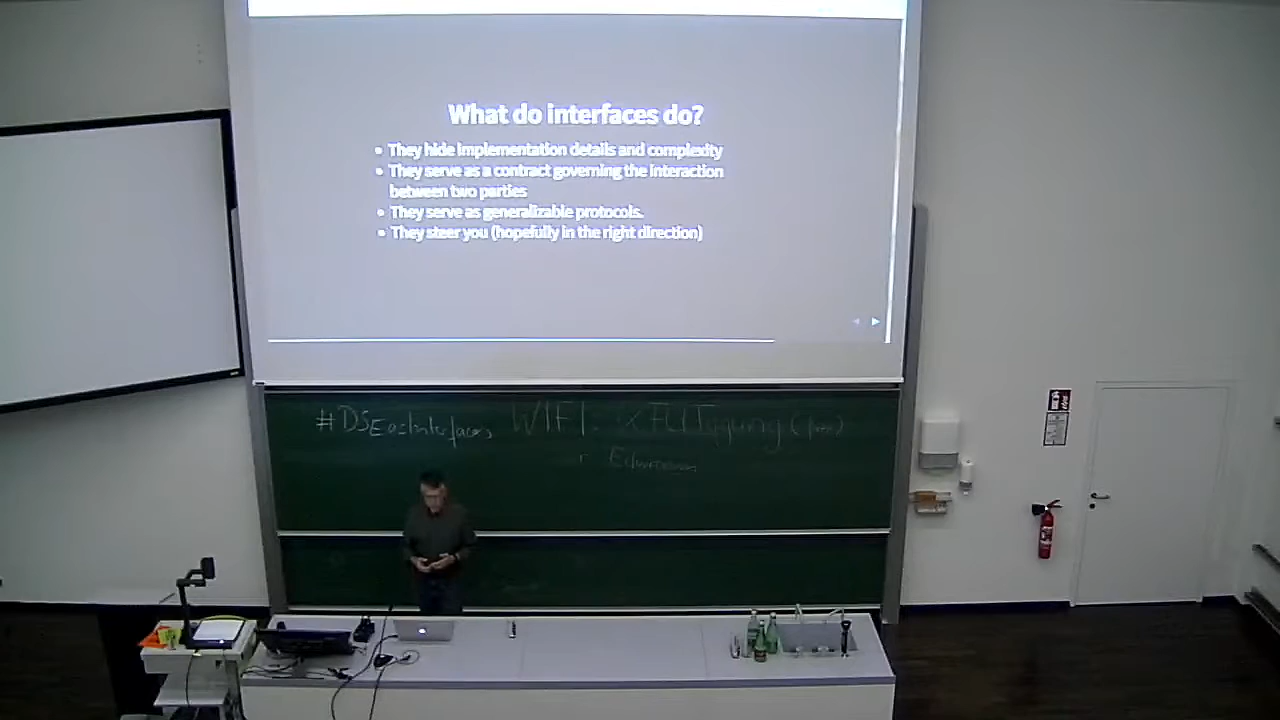 What do interfaces do?
• They hide implementation details and complexity
• They serve as a contract governing the interaction
between two parties
• They serve as generalizable protocols.
• They steer you (hopefully in the right direction)
WIFI: